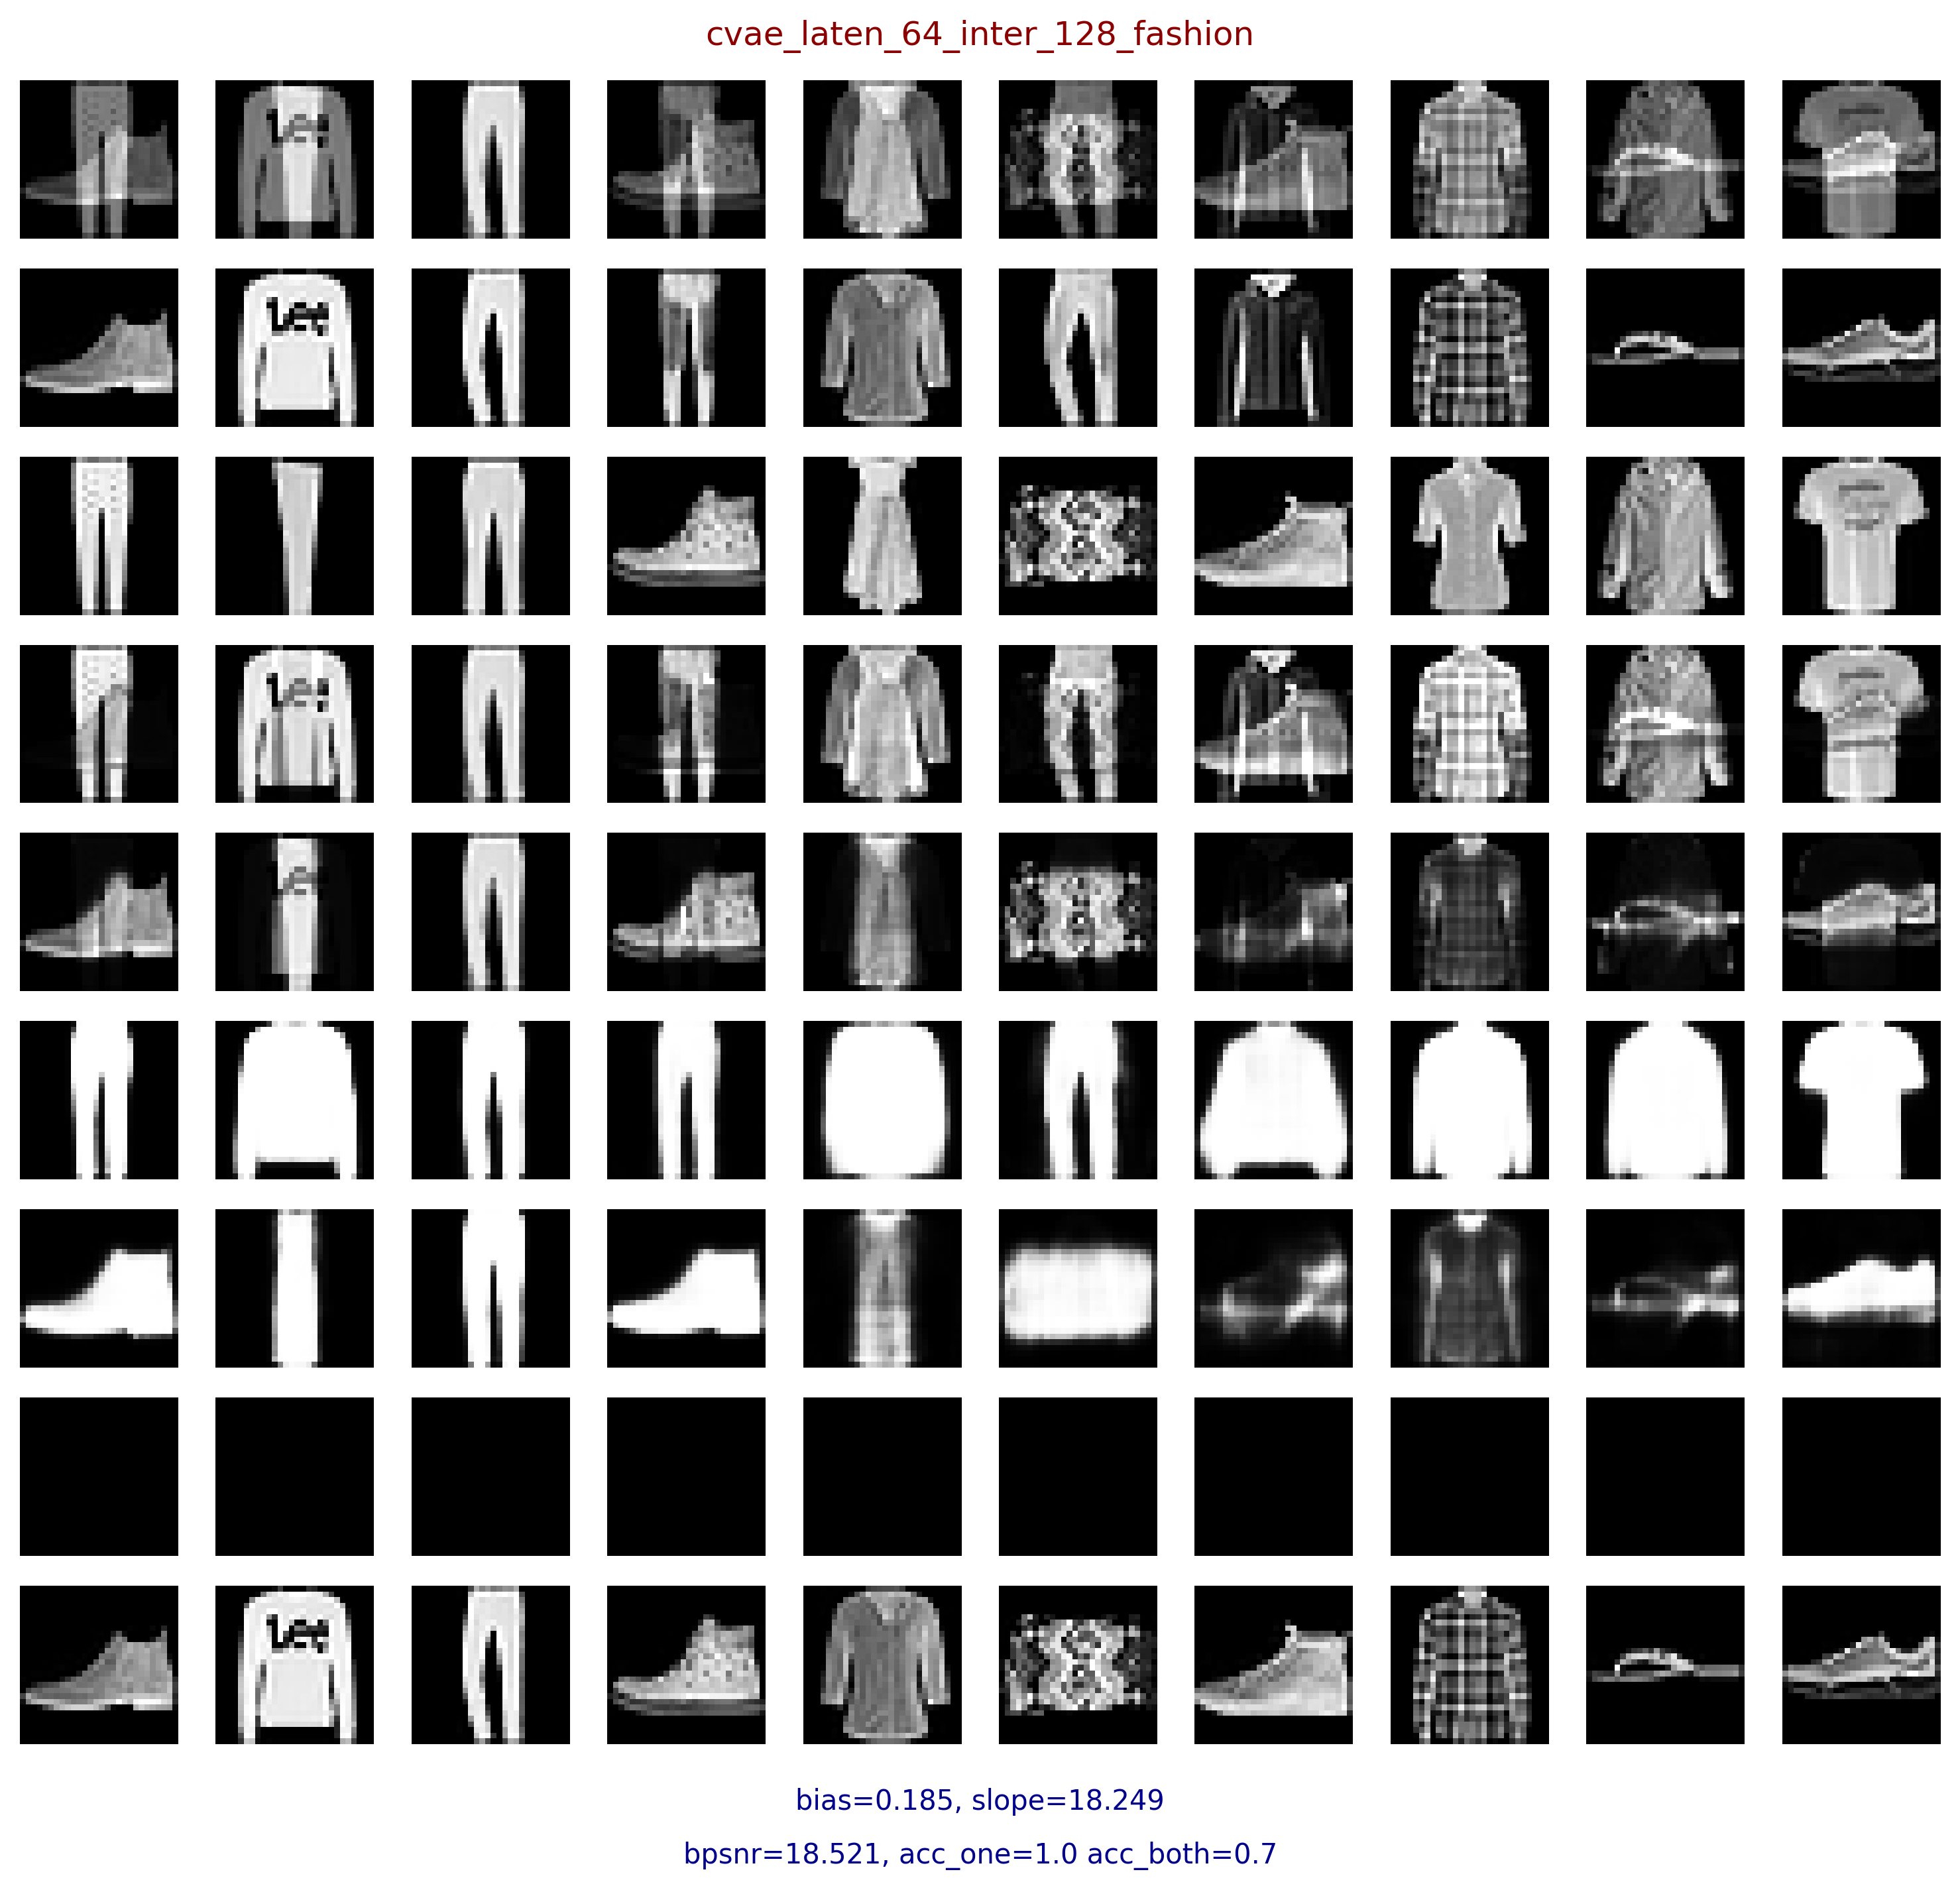 cvae_laten_64_inter_128_fashion
Lee
Lee
Lee
bias=0.185, slope=18.249
bpsnr=18.521, acc_one=1.0 acc_both=0.7